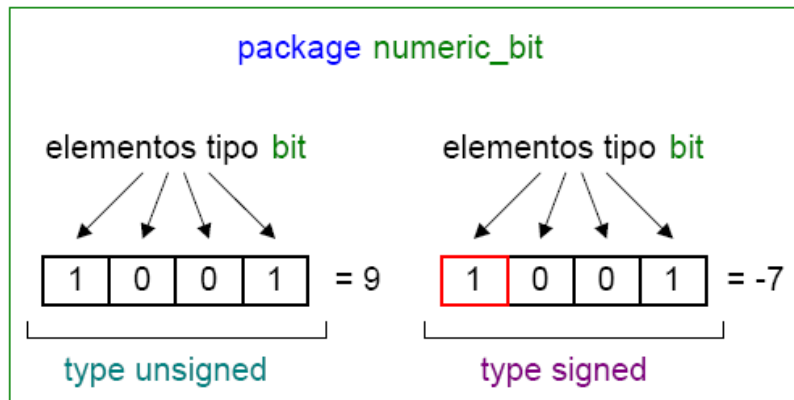 package numeric_bit
elementos tipo bit
1 0 0 1 = 9
type unsigned
elementos tipo bit
1 0 0 1 = -7
type signed